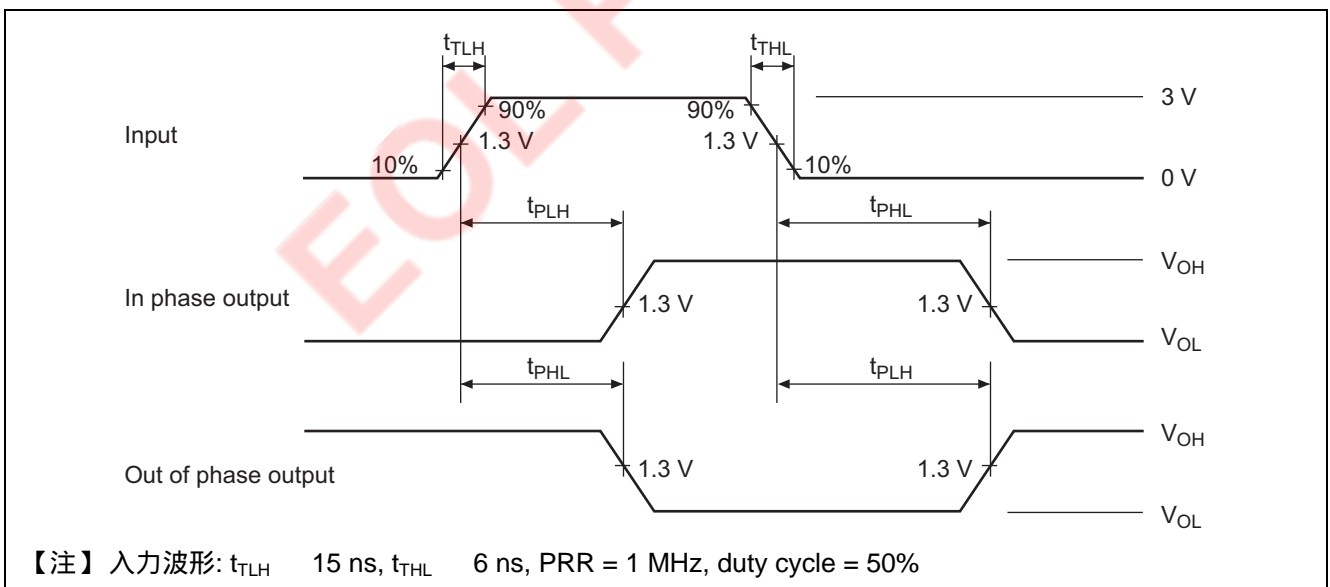 EOL P
tTLH
tTHL
3 V
90%
90%
Input
1.3 V
1.3 V
10%
10%
0 V
tPLH
tPHL
VOH
In phase output
1.3 V
1.3 V
VOL
tPHL
tPLH
VOH
Out of phase output
1.3 V
1.3 V
VOL
【注】入力波形: tTLH 15 ns, tTHL 6 ns, PRR = 1 MHz, duty cycle = 50%